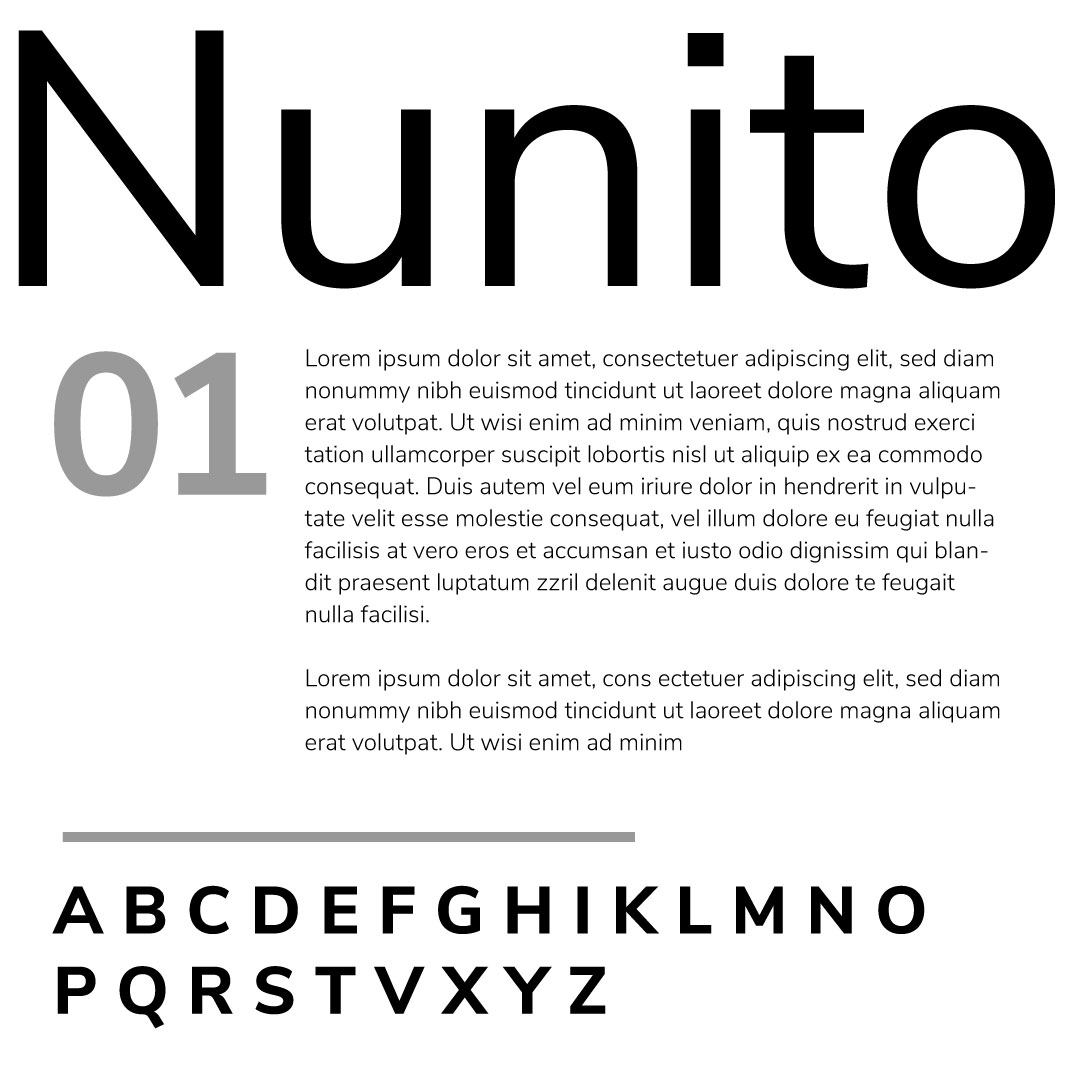 Nunito
01
Lorem ipsum dolor sit amet, consectetuer adipiscing elit, sed diam
nonummy nibh euismod tincidunt ut laoreet dolore magna aliquam
erat volutpat. Ut wisi enim ad minim veniam, quis nostrud exerci
tation ullamcorper suscipit lobortis nisl ut aliquip ex ea commodo
consequat. Duis autem vel eum iriure dolor in hendrerit in vulpu-
tate velit esse molestie consequat, vel illum dolore eu feugiat nulla
facilisis at vero eros et accumsan et iusto odio dignissim qui blan-
dit praesent luptatum zzril delenit augue duis dolore te feugait
nulla facilisi.
Lorem ipsum dolor sit amet, cons ectetuer adipiscing elit, sed diam
nonummy nibh euismod tincidunt ut laoreet dolore magna aliquam
erat volutpat. Ut wisi enim ad minim
A B C D E F G H I K L M N O
P Q R S T V X Y Z